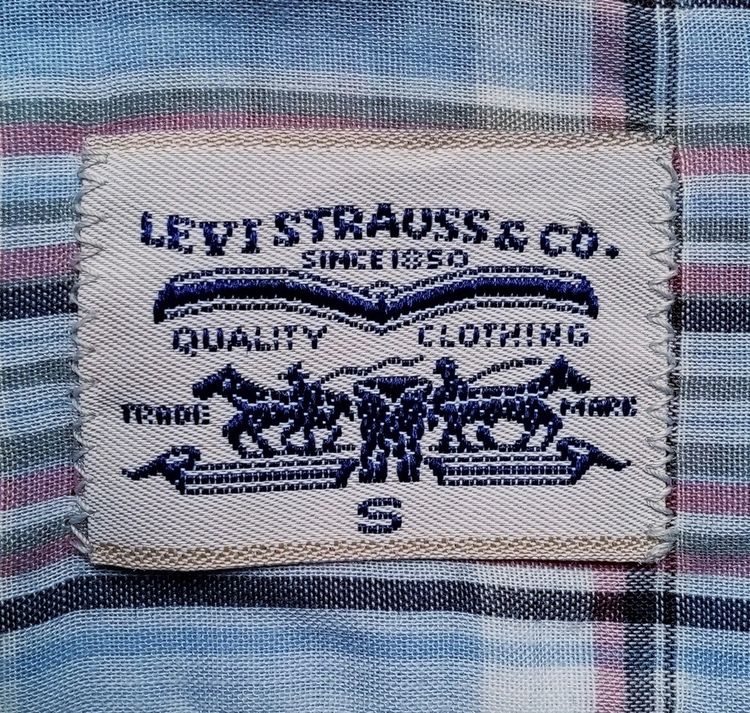 LEVI STRAUSS & CO.
SINCE 1850
QUALITY CLOTHING
TRADE MARK
S